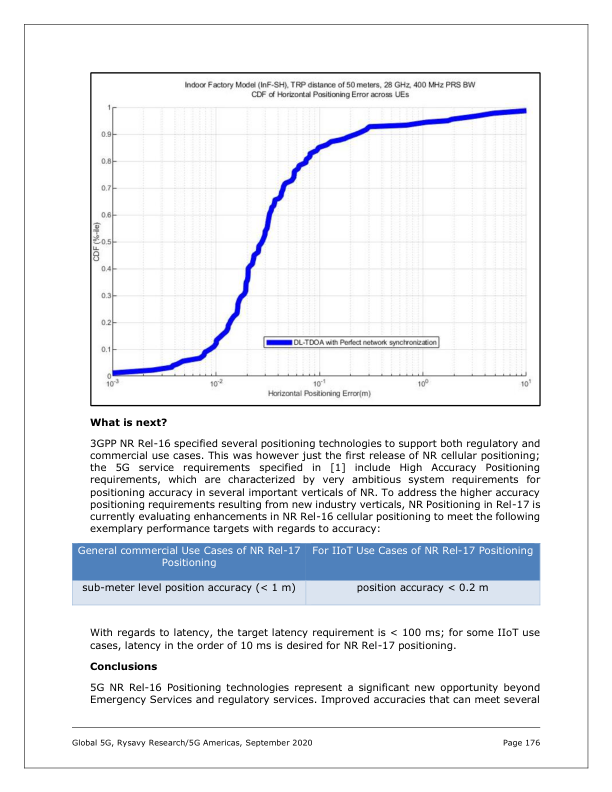 Indoor Factory Model (InF-SH), TRP distance of 50 meters, 28 GHz, 400 MHz PRS BW
CDF of Horizontal Positioning Error across UEs
1
0.9
0.8
0.7
0.6
0.5
0.4
0.3
0.2
0.1
0
CDF (%-ile)
DL-TDOA with Perfect network synchronization
10-3
10-2
10-1
100
101
Horizontal Positioning Error(m)
What is next?
3GPP NR Rel-16 specified several positioning technologies to support both regulatory and
commercial use cases. This was however just the first release of NR cellular positioning;
the 5G service requirements specified in [1] include High Accuracy Positioning
requirements, which are characterized by very ambitious system requirements for
positioning accuracy in several important verticals of NR. To address the higher accuracy
positioning requirements resulting from new industry verticals, NR Positioning in Rel-17 is
currently evaluating enhancements in NR Rel-16 cellular positioning to meet the following
exemplary performance targets with regards to accuracy:
General commercial Use Cases of NR Rel-17
Positioning
For IIoT Use Cases of NR Rel-17 Positioning
sub-meter level position accuracy (< 1 m)
position accuracy < 0.2 m
With regards to latency, the target latency requirement is < 100 ms; for some IIoT use
cases, latency in the order of 10 ms is desired for NR Rel-17 positioning.
Conclusions
5G NR Rel-16 Positioning technologies represent a significant new opportunity beyond
Emergency Services and regulatory services. Improved accuracies that can meet several
Global 5G, Rysavy Research/5G Americas, September 2020
Page 176